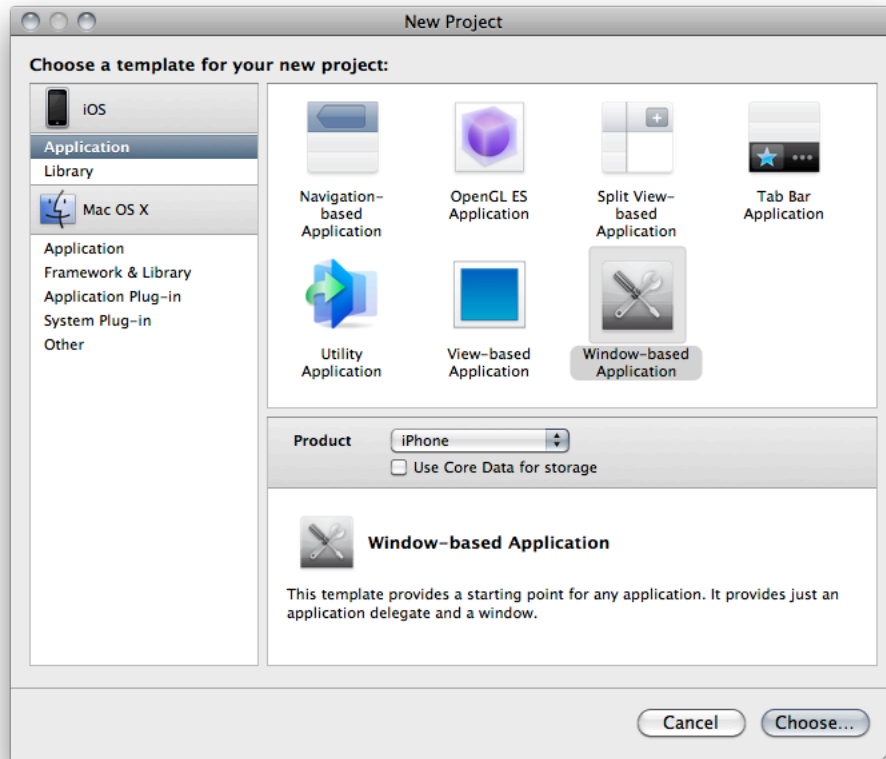 New Project
Choose a template for your new project:
iOS
Application
Library
Mac OS X
Application
Framework & Library
Application Plug-in
System Plug-in
Other
Navigation-
based
Application
OpenGL ES
Application
Split View-
based
Application
Tab Bar
Application
Utility
Application
View-based
Application
Window-based
Application
Product
iPhone
Use Core Data for storage
Window-based Application
This template provides a starting point for any application. It provides just an
application delegate and a window.
Cancel
Choose...